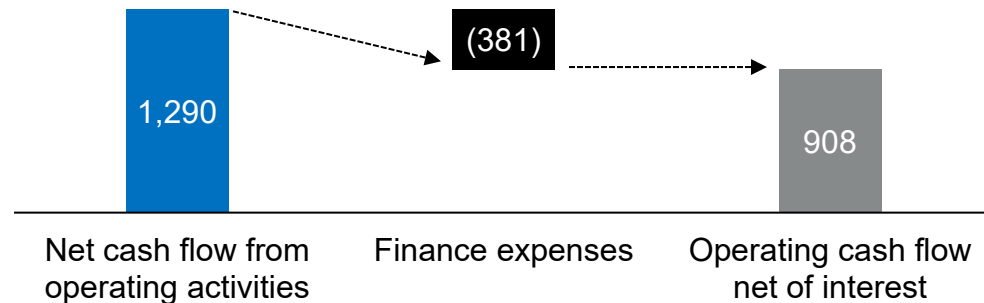 (381)
1,290
908
Net cash flow from
operating activities
Finance expenses
Operating cash flow
net of interest